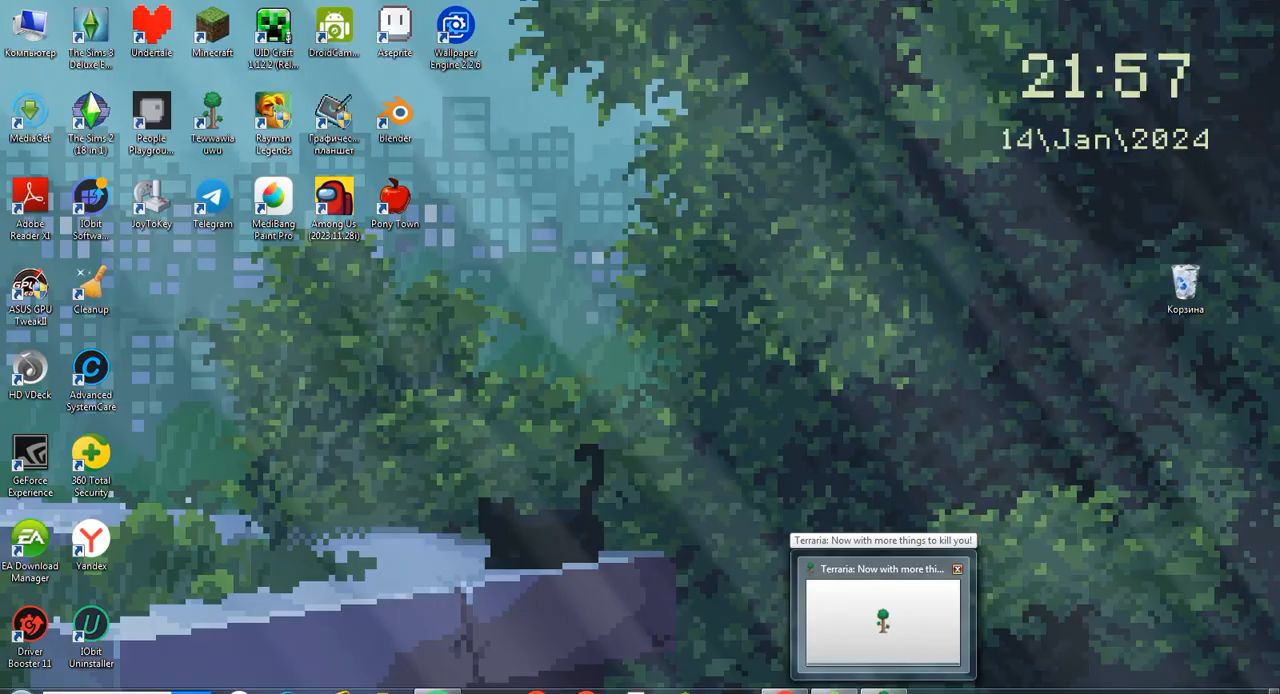 Компьютер
The Sims 3
Deluxe E...
Undertale
Minecraft
UID Craft
1.12.2 (Rel...
DroidCam...
Aseprite
Wallpaper
Engine 2.2.6
21:57
14\Jan\2024
MediaGet
The Sims 2
(18 in 1)
People
Playgrou...
Tewwawia
uwu
Rayman
Legends
Графичес...
планшет
blender
Adobe
Reader XI
IObit
Softwa...
JoyToKey
Telegram
MediBang
Paint Pro
Among Us
(2023.11.28i)
Pony Town
ASUS GPU
TweakII
Cleanup
Корзина
HD VDeck
Advanced
SystemCare
GeForce
Experience
360 Total
Security
EA Download
Manager
Yandex
Driver
Booster 11
IObit
Uninstaller
Terraria: Now with more things to kill you!
Terraria: Now with more thi...